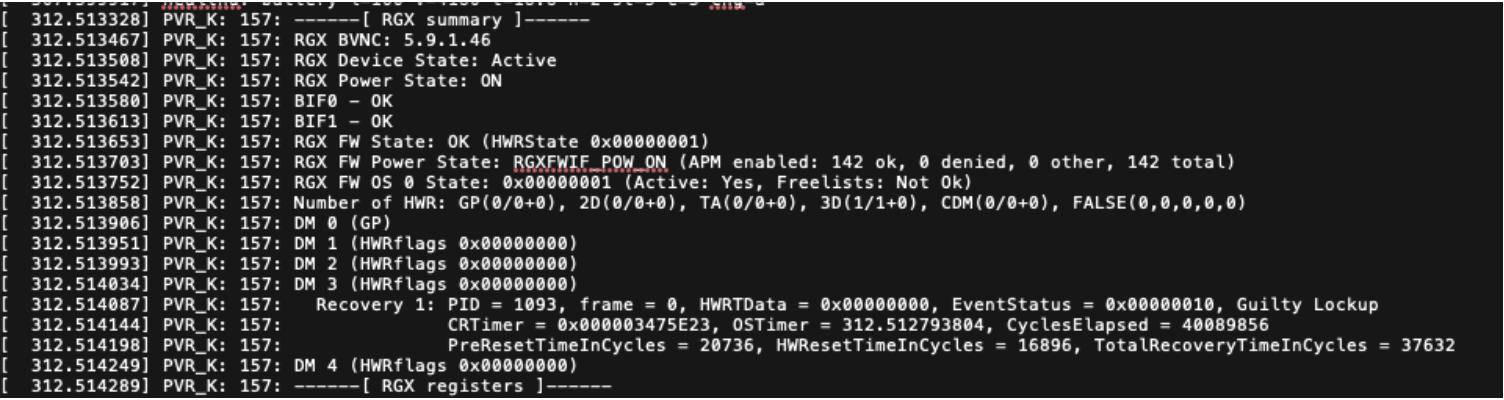 [  312.513328] PVR_K: 157: ------[ RGX summary ]------
[  312.513467] PVR_K: 157: RGX BVNC: 5.9.1.46
[  312.513508] PVR_K: 157: RGX Device State: Active
[  312.513542] PVR_K: 157: RGX Power State: ON
[  312.513580] PVR_K: 157: BIF0 - OK
[  312.513613] PVR_K: 157: BIF1 - OK
[  312.513653] PVR_K: 157: RGX FW State: OK (HWRState 0x00000001)
[  312.513703] PVR_K: 157: RGX FW Power State: RGXFWIF_POW_ON (APM enabled: 142 ok, 0 denied, 0 other, 142 total)
[  312.513752] PVR_K: 157: RGX FW OS 0 State: 0x00000001 (Active: Yes, Freelists: Not Ok)
[  312.513858] PVR_K: 157: Number of HWR: GP(0/0+0), 2D(0/0+0), TA(0/0+0), 3D(1/1+0), CDM(0/0+0), FALSE(0,0,0,0,0)
[  312.513906] PVR_K: 157: DM 0 (GP)
[  312.513951] PVR_K: 157: DM 1 (HWRflags 0x00000000)
[  312.513993] PVR_K: 157: DM 2 (HWRflags 0x00000000)
[  312.514034] PVR_K: 157: DM 3 (HWRflags 0x00000000)
[  312.514087] PVR_K: 157:   Recovery 1: PID = 1093, frame = 0, HWRTData = 0x00000000, EventStatus = 0x00000010, Guilty Lockup
[  312.514144] PVR_K: 157:               CRTimer = 0x000003475E23, OSTimer = 312.512793804, CyclesElapsed = 40089856
[  312.514198] PVR_K: 157:               PreResetTimeInCycles = 20736, HWResetTimeInCycles = 16896, TotalRecoveryTimeInCycles = 37632
[  312.514249] PVR_K: 157: DM 4 (HWRflags 0x00000000)
[  312.514289] PVR_K: 157: ------[ RGX registers ]------